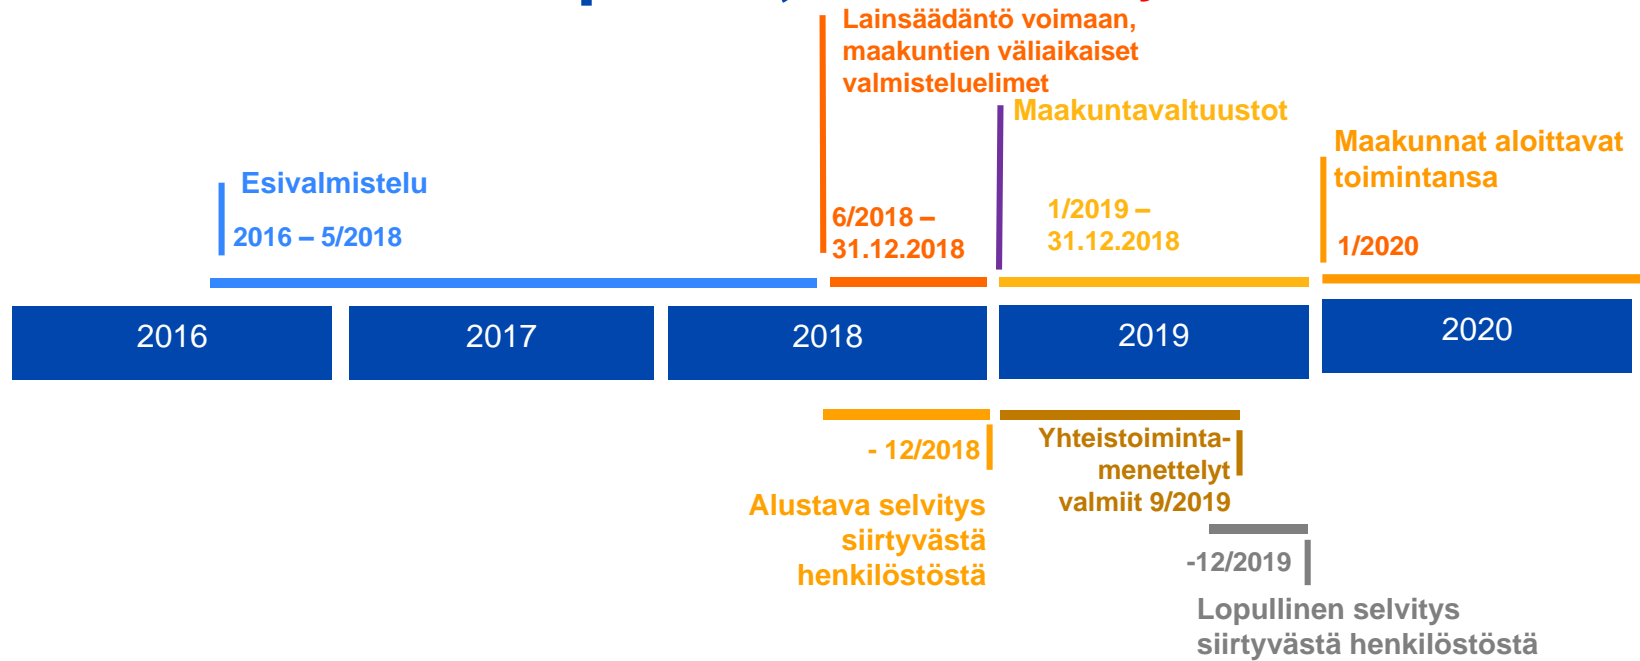 Lainsäädäntö voimaan,
maakuntien väliaikaiset
valmisteluelimet
Maakuntavaltuustot
Maakunnat aloittavat
toimintansa
Esivalmistelu
2016 – 5/2018
6/2018 –
31.12.2018
1/2019 –
31.12.2018
1/2020
2016
2017
2018
2019
2020
- 12/2018
Alustava selvitys
siirtyvästä
henkilöstöstä
Yhteistoiminta-
menettelyt
valmiit 9/2019
-12/2019
Lopullinen selvitys
siirtyvästä henkilöstöstä